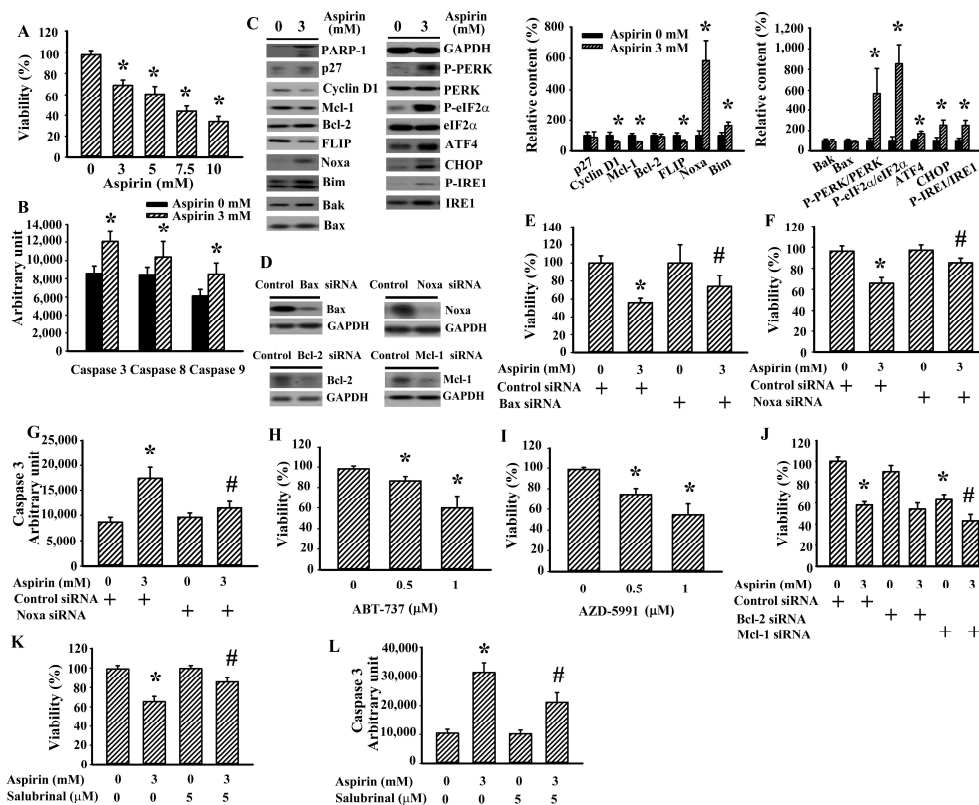 A
Viability (%)
120
100
80
60
40
20
0
*
*
*
*
0 3 5 7.5 10
Aspirin (mM)
B
Aspirin 0 mM
Aspirin 3 mM
Arbitrary unit
14,000
12,000
10,000
8,000
6,000
4,000
2,000
0
*
*
*
Caspase 3 Caspase 8 Caspase 9
C
Aspirin
0 3 (mM)
PARP-1
p27
Cyclin D1
Mcl-1
Bcl-2
FLIP
Noxa
Bim
Bak
Bax
Aspirin
0 3 (mM)
GAPDH
P-PERK
PERK
P-eIF2α
eIF2α
ATF4
CHOP
P-IRE1
IRE1
Aspirin 0 mM
Aspirin 3 mM
Relative content (%)
800
600
400
200
0
* * * * *
p27
Cyclin D1
Mcl-1
Bcl-2
FLIP
Noxa
Bim
Relative content (%)
1,200
1,000
800
600
400
200
0
* * * * *
Bak
Bax
P-PERK/PERK
P-eIF2α/eIF2α
ATF4
CHOP
P-IRE1/IRE1
D
Control Bax siRNA
Bax
GAPDH
Control Noxa siRNA
Noxa
GAPDH
Control Bcl-2 siRNA
Bcl-2
GAPDH
Control Mcl-1 siRNA
Mcl-1
GAPDH
E
Viability (%)
140
120
100
80
60
40
20
0
* #
Aspirin (mM) 0 3 0 3
Control siRNA + +
Bax siRNA + +
F
Viability (%)
120
100
80
60
40
20
0
* #
Aspirin (mM) 0 3 0 3
Control siRNA + +
Noxa siRNA + +
G
Caspase 3
Arbitrary unit
25,000
20,000
15,000
10,000
5,000
0
* #
Aspirin (mM) 0 3 0 3
Control siRNA + +
Noxa siRNA + +
H
Viability (%)
120
100
80
60
40
20
0
* *
0 0.5 1
ABT-737 (μM)
I
Viability (%)
120
100
80
60
40
20
0
* *
0 0.5 1
AZD-5991 (μM)
J
Viability (%)
120
100
80
60
40
20
0
* * #
Aspirin (mM) 0 3 0 3 0 3
Control siRNA + +
Bcl-2 siRNA + +
Mcl-1 siRNA + +
K
Viability (%)
120
100
80
60
40
20
0
* #
Aspirin (mM) 0 3 0 3
Salubrinal (μM) 0 0 5 5
L
Caspase 3
Arbitrary unit
40,000
30,000
20,000
10,000
0
* #
Aspirin (mM) 0 3 0 3
Salubrinal (μM) 0 0 5 5